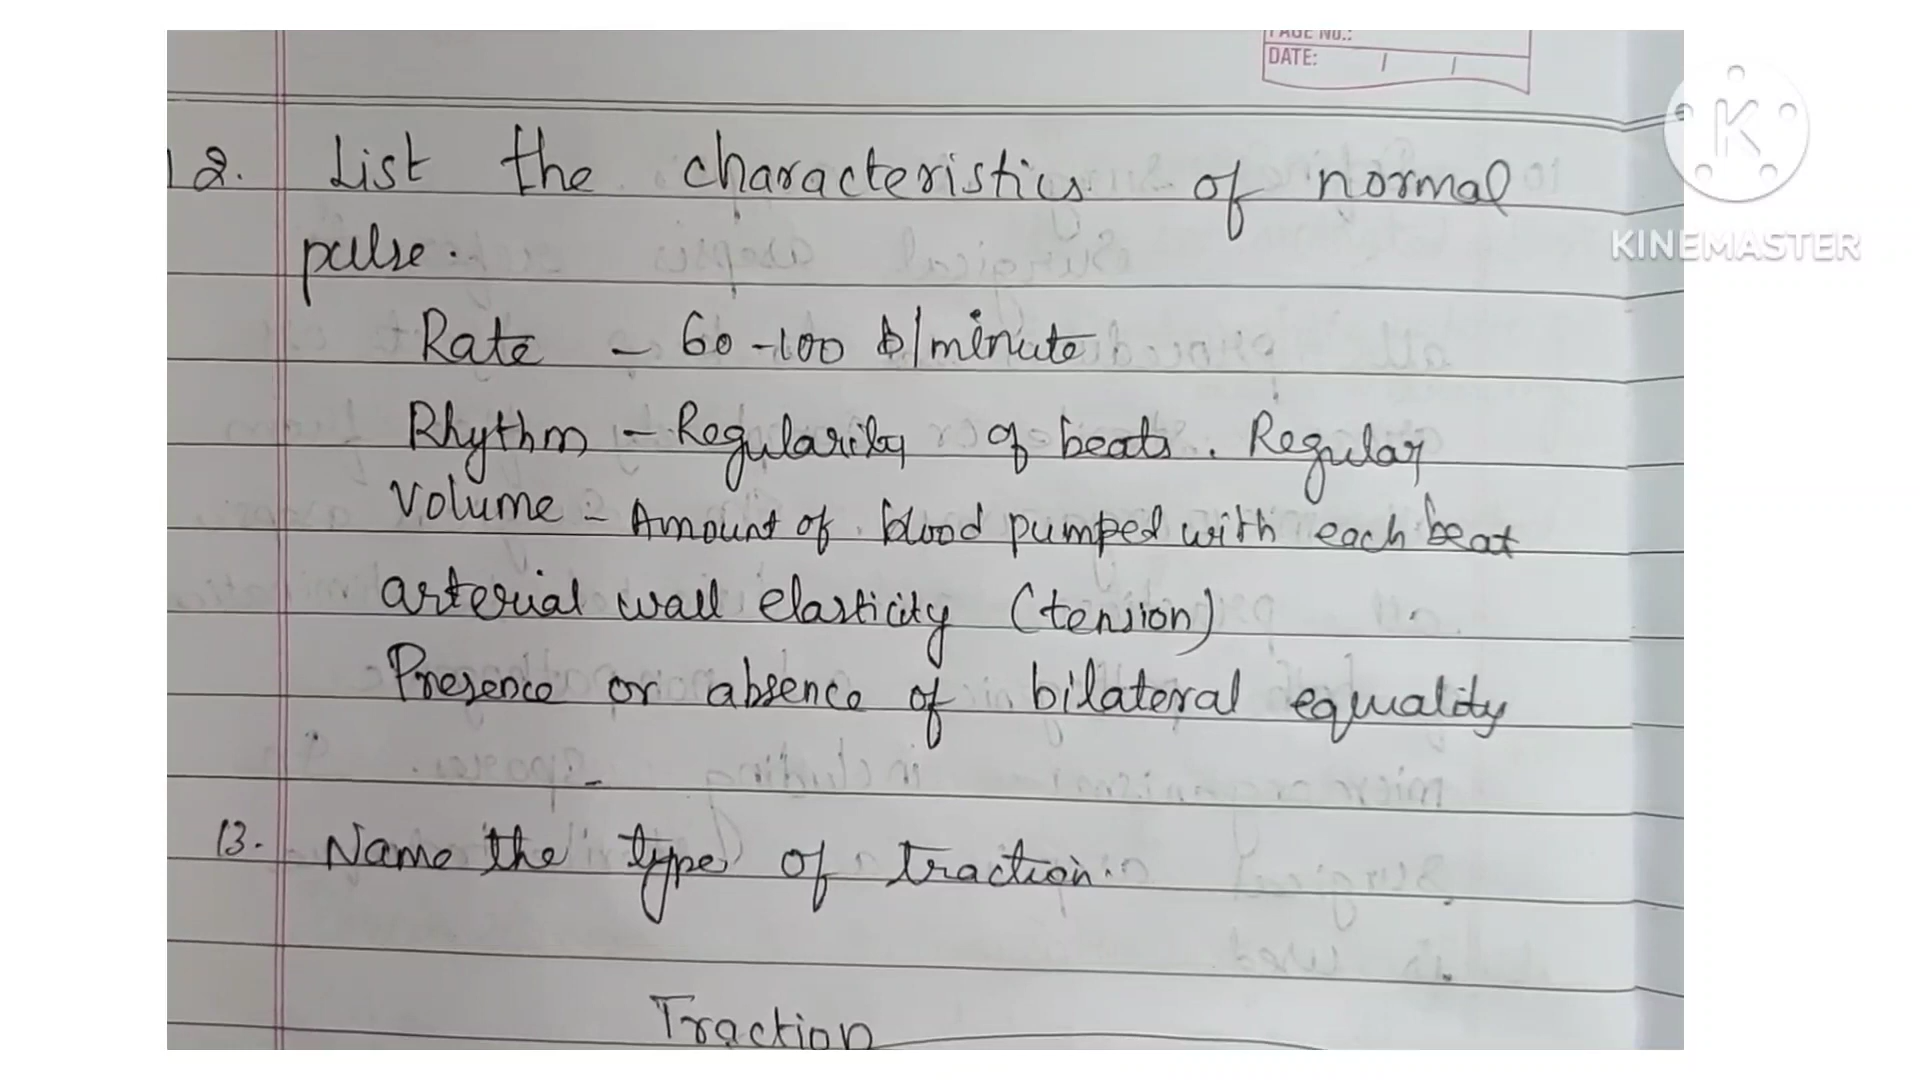 PAGE NO.:
DATE: / /
12. List the characteristics of normal
pulse.
Rate - 60-100 b/minute
Rhythm - Regularity of beats. Regular
Volume - Amount of blood pumped with each beat
arterial wall elasticity (tension)
Presence or absence of bilateral equality
13. Name the type of traction.
Traction
KINEMASTER